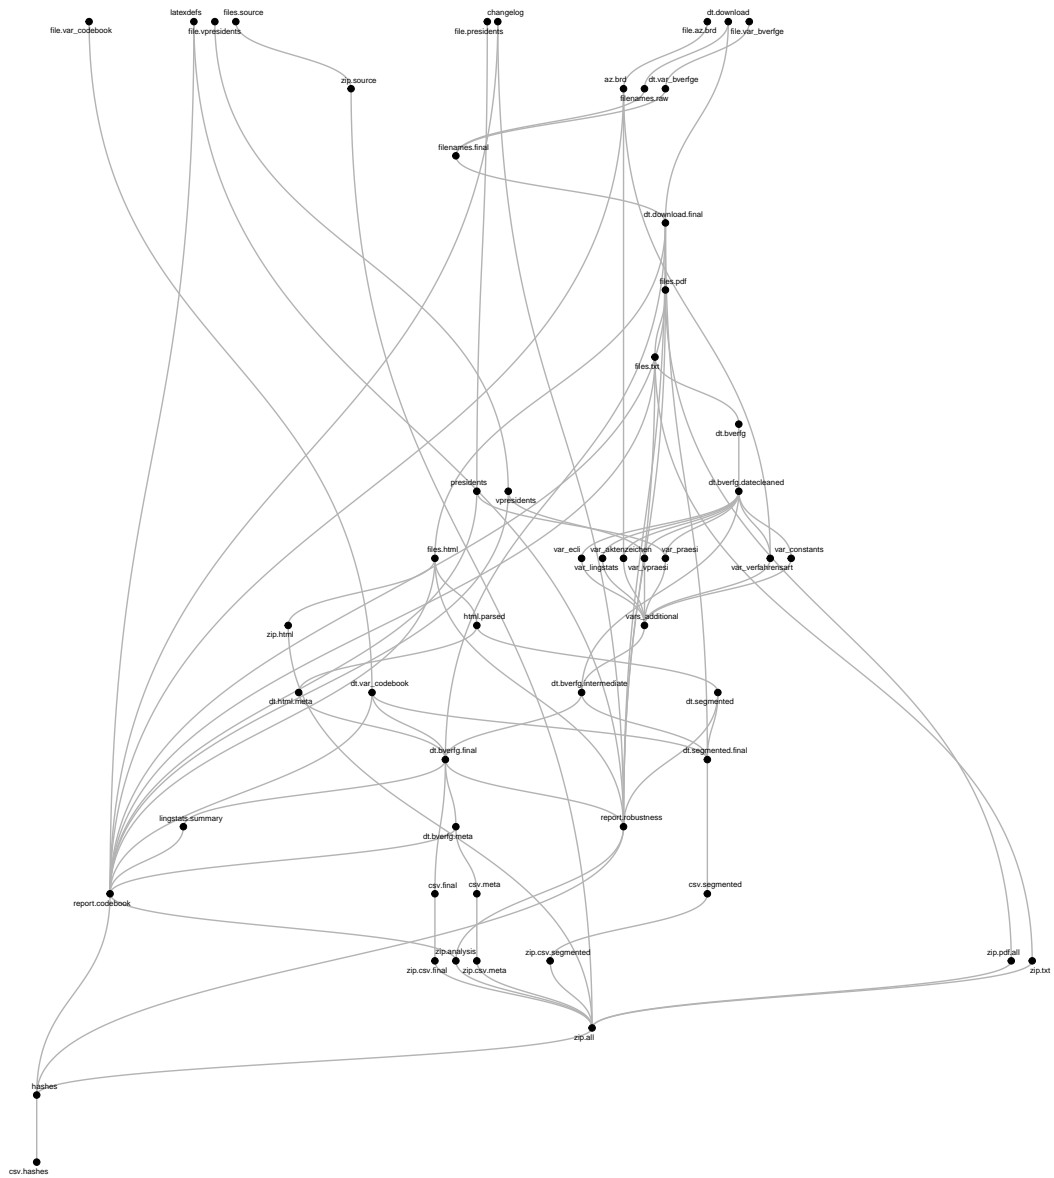 latexdefs
files.source
changelog
dt.download
file.var_codebook
file.vpresidents
file.presidents
file.az.brd
file.var_bverfge
zip.source
az.brd
dt.var_bverfge
filenames.raw
filenames.final
dt.download.final
files.pdf
files.txt
dt.bverfg
presidents
dt.bverfg.datecleaned
vpresidents
files.html
var_ecli
var_aktenzeichen
var_praesi
var_constants
var_lingstats
var_vpraesi
var_verfahrensart
html.parsed
vars_additional
zip.html
dt.var_codebook
dt.bverfg.intermediate
dt.html.meta
dt.segmented
dt.bverfg.final
dt.segmented.final
lingstats.summary
report.robustness
dt.bverfg.meta
csv.final
csv.meta
csv.segmented
report.codebook
zip.analysis
zip.csv.segmented
zip.pdf.all
zip.csv.final
zip.csv.meta
zip.txt
zip.all
hashes
csv.hashes